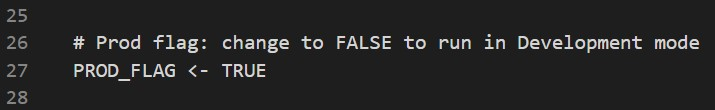 25
26 # Prod flag: change to FALSE to run in Development mode
27 PROD_FLAG <- TRUE
28